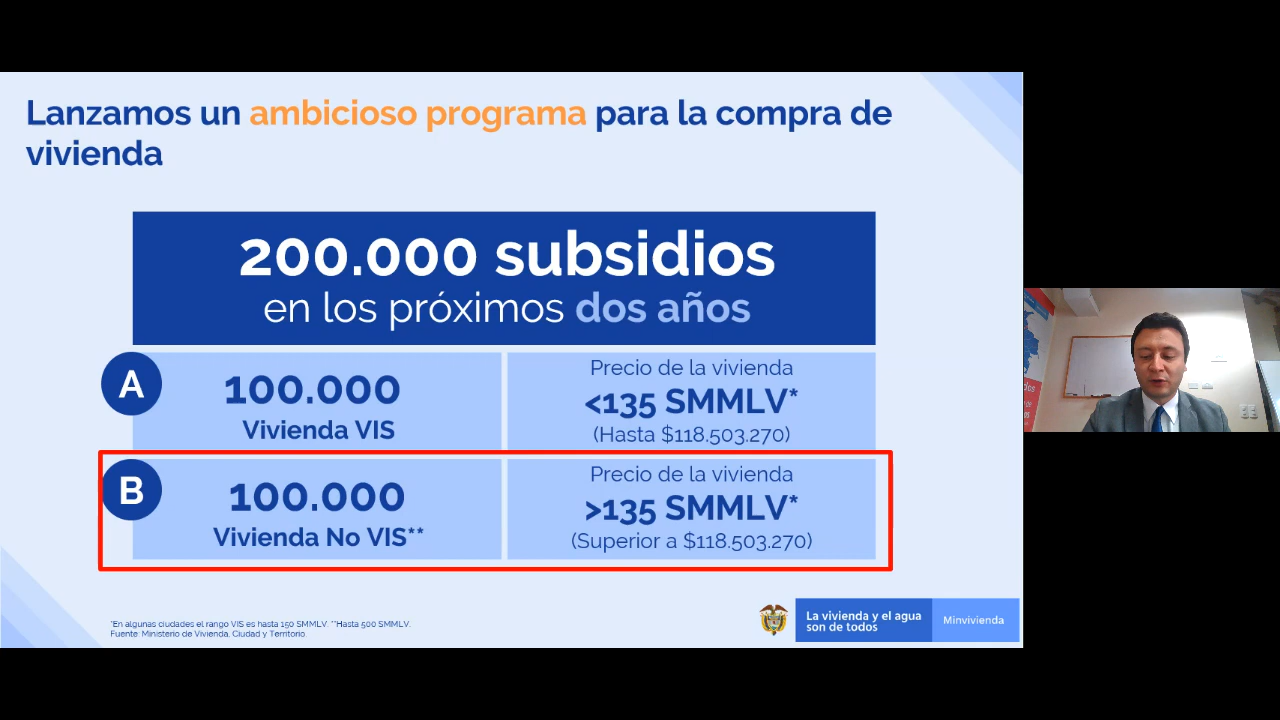 Lanzamos un ambicioso programa para la compra de
vivienda
200.000 subsidios
en los próximos dos años
A
100.000
Vivienda VIS
Precio de la vivienda
<135 SMMLV*
(Hasta $118.503.270)
B
100.000
Vivienda No VIS**
Precio de la vivienda
>135 SMMLV*
(Superior a $118.503.270)
*En algunas ciudades el rango VIS es hasta 150 SMMLV. **Hasta 500 SMMLV.
Fuente: Ministerio de Vivienda, Ciudad y Territorio.
La vivienda y el agua
son de todos
Minvivienda